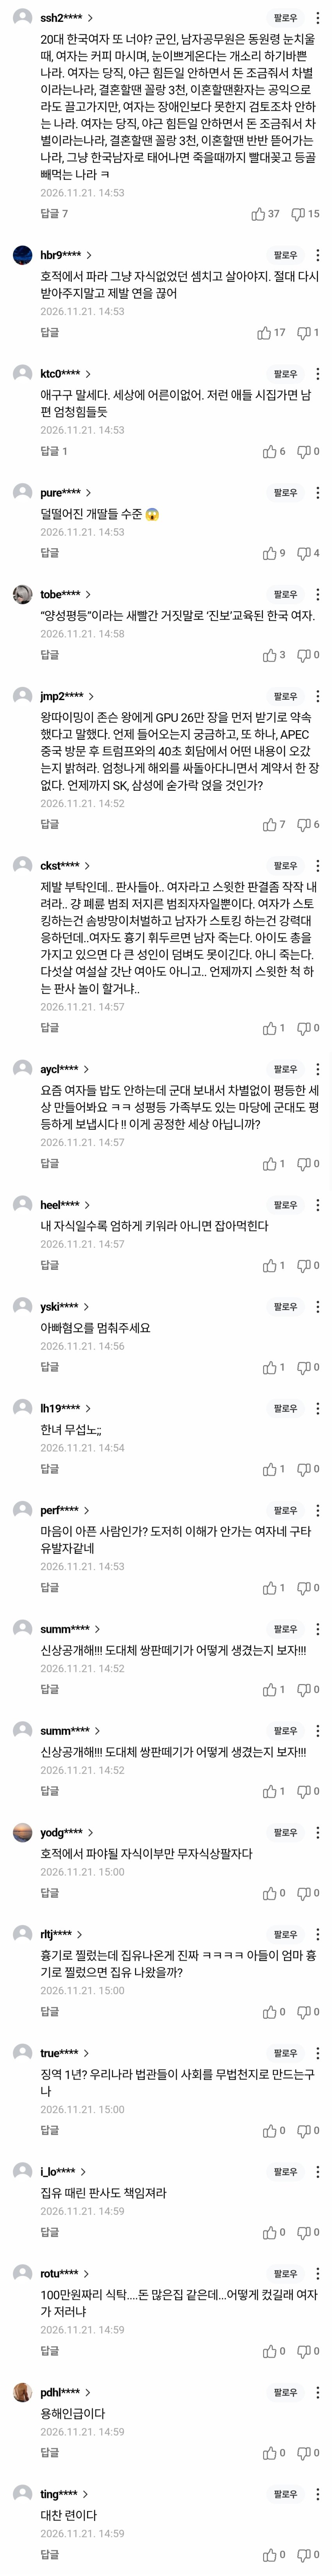 ssh2**** >
팔로우
20대 한국여자 또 너야? 군인, 남자공무원은 동원령 눈치울
때, 여자는 커피 마시며, 눈이쁘게온다는 개소리 하기바쁜
나라. 여자는 당직, 야근 힘든일 안하면서 돈 조금줘서 차별
이라는나라, 결혼할땐 꼴랑 3천, 이혼할땐환자는 공익으로
라도 끌고가지만, 여자는 장애인보다 못한지 검토조차 안하
는 나라. 여자는 당직, 야근 힘든일 안하면서 돈 조금줘서 차
별이라는나라, 결혼할땐 꼴랑 3천, 이혼할땐 반반 뜯어가는
나라, 그냥 한국남자로 태어나면 죽을때까지 빨대꽂고 등골
빼먹는 나라 ㅋ
2026.11.21. 14:53
답글 7
37
15
hbr9**** >
팔로우
호적에서 파라 그냥 자식없었던 셈치고 살아야지. 절대 다시
받아주지말고 제발 연을 끊어
2026.11.21. 14:53
답글
17
1
ktc0**** >
팔로우
애구구 말세다. 세상에 어른이없어. 저런 애들 시집가면 남
편 엄청힘들듯
2026.11.21. 14:53
답글 1
6
0
pure**** >
팔로우
덜떨어진 개딸들 수준 😱
2026.11.21. 14:53
답글
9
4
tobe**** >
팔로우
“양성평등”이라는 새빨간 거짓말로 ‘진보’교육된 한국 여자.
2026.11.21. 14:58
답글
3
0
jmp2**** >
팔로우
왕따이밍이 존슨 왕에게 GPU 26만 장을 먼저 받기로 약속
했다고 말했다. 언제 들어오는지 궁금하고, 또 하나, APEC
중국 방문 후 트럼프와의 40초 회담에서 어떤 내용이 오갔
는지 밝혀라. 엄청나게 해외를 싸돌아다니면서 계약서 한 장
없다. 언제까지 SK, 삼성에 숟가락 얹을 것인가?
2026.11.21. 14:52
답글
7
6
ckst**** >
팔로우
제발 부탁인데.. 판사들아.. 여자라고 스윗한 판결좀 작작 내
려라.. 걍 폐륜 범죄 저지른 범죄자자일뿐이다. 여자가 스토
킹하는건 솜방망이처벌하고 남자가 스토킹 하는건 강력대
응하던데..여자도 흉기 휘두르면 남자 죽는다. 아이도 총을
가지고 있으면 다 큰 성인이 덤벼도 못이긴다. 아니 죽는다.
다섯살 여설살 갓난 여아도 아니고.. 언제까지 스윗한 척 하
는 판사 놀이 할거냐..
2026.11.21. 14:57
답글
1
0
aycl**** >
팔로우
요즘 여자들 밥도 안하는데 군대 보내서 차별없이 평등한 세
상 만들어봐요 ㅋㅋ 성평등 가족부도 있는 마당에 군대도 평
등하게 보냅시다 !! 이게 공정한 세상 아닙니까?
2026.11.21. 14:57
답글
1
0
heel**** >
팔로우
내 자식일수록 엄하게 키워라 아니면 잡아먹힌다
2026.11.21. 14:57
답글
1
0
yski**** >
팔로우
아빠혐오를 멈춰주세요
2026.11.21. 14:56
답글
1
0
lh19**** >
팔로우
한녀 무섭노;;
2026.11.21. 14:54
답글
1
0
perf**** >
팔로우
마음이 아픈 사람인가? 도저히 이해가 안가는 여자네 구타
유발자같네
2026.11.21. 14:53
답글
1
0
summ**** >
팔로우
신상공개해!!! 도대체 쌍판떼기가 어떻게 생겼는지 보자!!!
2026.11.21. 14:52
답글
1
0
summ**** >
팔로우
신상공개해!!! 도대체 쌍판떼기가 어떻게 생겼는지 보자!!!
2026.11.21. 14:52
답글
1
0
yodg**** >
팔로우
호적에서 파야될 자식이부만 무자식상팔자다
2026.11.21. 15:00
답글
0
0
rltj**** >
팔로우
흉기로 찔렀는데 집유나온게 진짜 ㅋㅋㅋㅋ 아들이 엄마 흉
기로 찔렀으면 집유 나왔을까?
2026.11.21. 15:00
답글
0
0
true**** >
팔로우
징역 1년? 우리나라 법관들이 사회를 무법천지로 만드는구
나
2026.11.21. 15:00
답글
0
0
i_lo**** >
팔로우
집유 때린 판사도 책임져라
2026.11.21. 14:59
답글
0
0
rotu**** >
팔로우
100만원짜리 식탁....돈 많은집 같은데...어떻게 컸길래 여자
가 저러냐
2026.11.21. 14:59
답글
0
0
pdhl**** >
팔로우
용해인급이다
2026.11.21. 14:59
답글
0
0
ting**** >
팔로우
대찬 련이다
2026.11.21. 14:59
답글
0
0